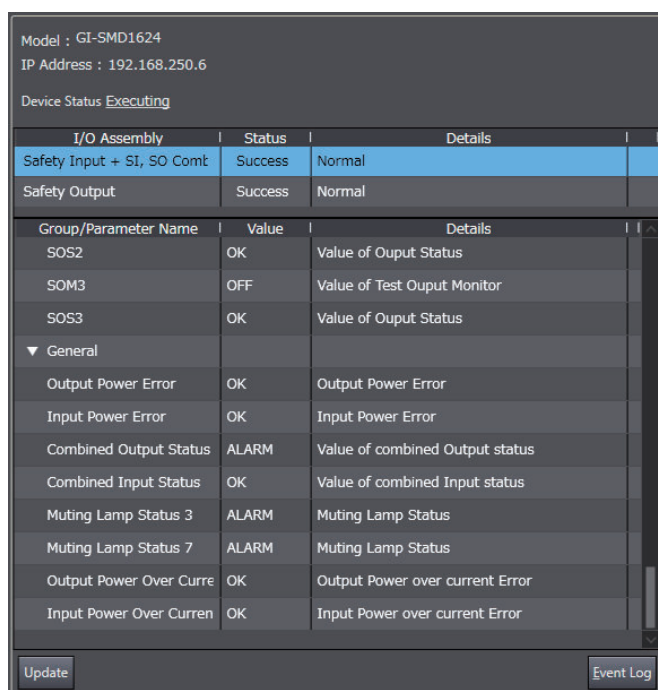 Model : GI-SMD1624
IP Address : 192.168.250.6
Device Status Executing
I/O Assembly Status Details
Safety Input + SI, SO Comb Success Normal
Safety Output Success Normal
Group/Parameter Name Value Details
SOS2 OK Value of Ouput Status
SOM3 OFF Value of Test Ouput Monitor
SOS3 OK Value of Ouput Status
▼ General
Output Power Error OK Output Power Error
Input Power Error OK Input Power Error
Combined Output Status ALARM Value of combined Output status
Combined Input Status OK Value of combined Input status
Muting Lamp Status 3 ALARM Muting Lamp Status
Muting Lamp Status 7 ALARM Muting Lamp Status
Output Power Over Curre OK Output Power over current Error
Input Power Over Curren OK Input Power over current Error
Update Event Log